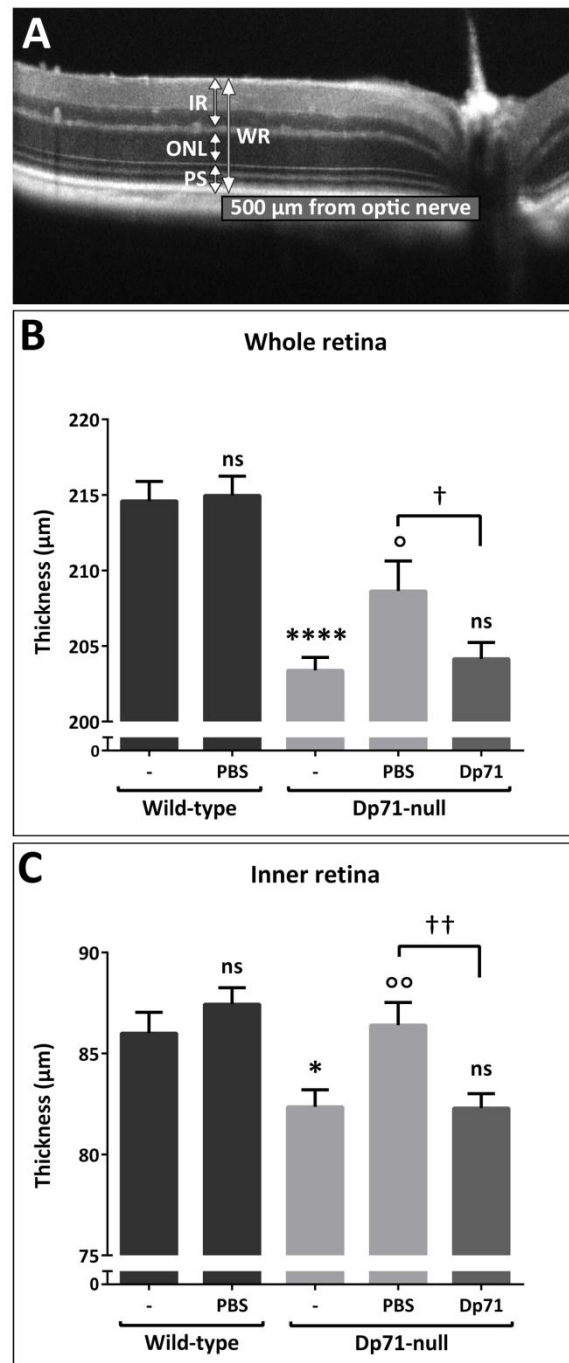 A
IR
WR
ONL
PS
500 µm from optic nerve
B
Whole retina
Thickness (µm)
220
215
210
205
200
0
ns
****
°
†
ns
- PBS - PBS Dp71
Wild-type Dp71-null
C
Inner retina
Thickness (µm)
90
85
80
75
0
ns
*
°°
††
ns
- PBS - PBS Dp71
Wild-type Dp71-null